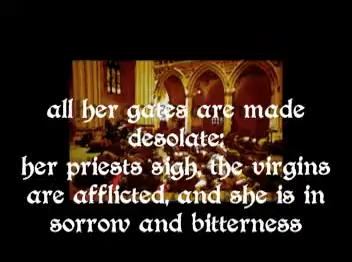 all her gates are made
desolate:
her priests sigh, the virgins
are afflicted, and she is in
sorrow and bitterness